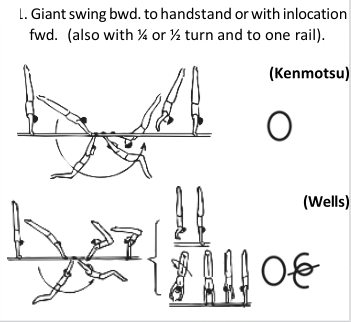 1. Giant swing bwd. to handstand or with inlocation
fwd. (also with ¼ or ½ turn and to one rail).
(Kenmotsu)
(Wells)